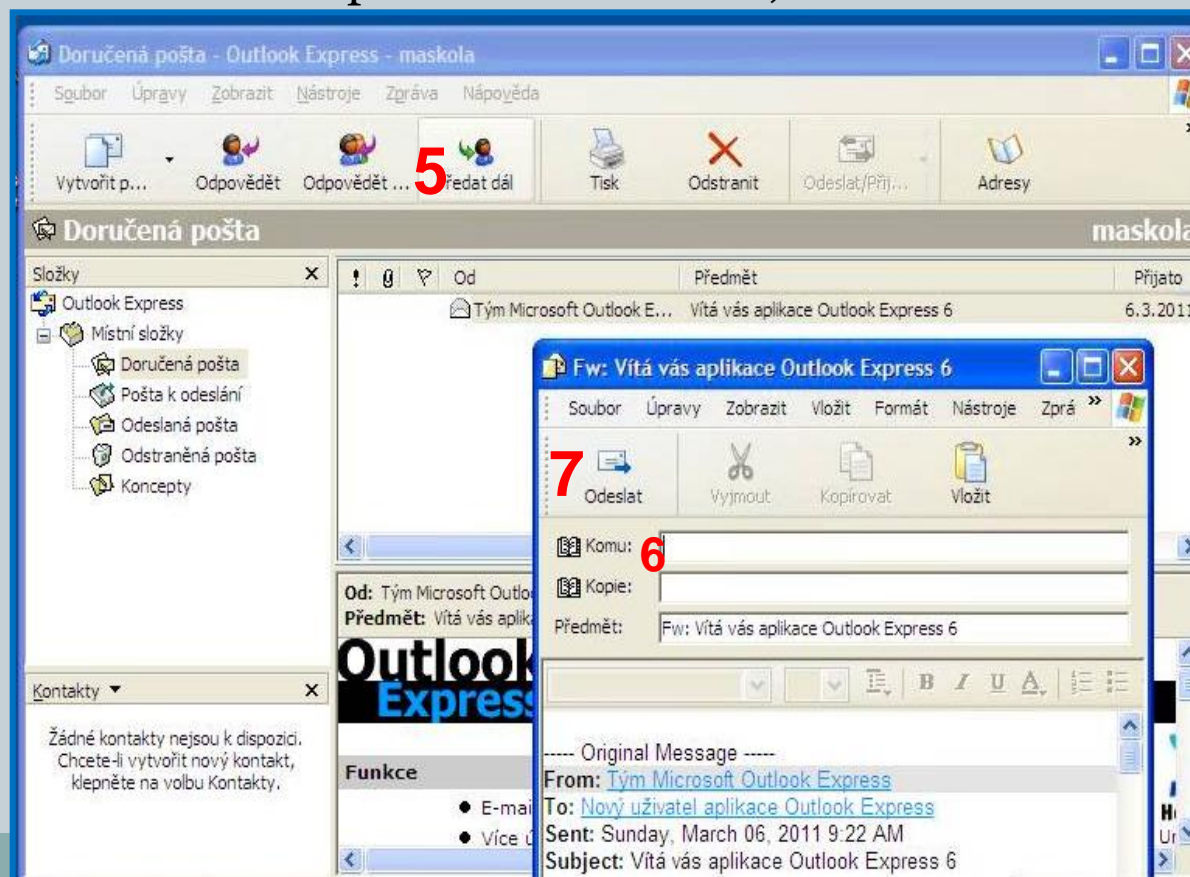 Doručená pošta - Outlook Express - maskola
Soubor Úpravy Zobrazit Nástroje Zpráva Nápověda
Vytvořit p... Odpovědět Odpovědět ... 5 ředat dál Tisk Odstranit Odeslat/Přij... Adresy
Doručená pošta maskola
Složky X ! Od Předmět Přijato
Outlook Express Tým Microsoft Outlook E... Vítá vás aplikace Outlook Express 6 6.3.2011
Místní složky
Doručená pošta
Pošta k odeslání
Odeslaná pošta
Odstraněná pošta
Koncepty
Fw: Vítá vás aplikace Outlook Express 6
Soubor Úpravy Zobrazit Vložit Formát Nástroje Zprá »
7 Odeslat Vyjmout Kopírovat Vložit »
Komu: 6
Kopie:
Předmět: Fw: Vítá vás aplikace Outlook Express 6
B I U A
----- Original Message -----
From: Tým Microsoft Outlook Express
To: Nový uživatel aplikace Outlook Express
Sent: Sunday, March 06, 2011 9:22 AM
Subject: Vítá vás aplikace Outlook Express 6
Od: Tým Microsoft Outlo
Předmět: Vítá vás aplik
Outlook
Express
Funkce
E-mai
Více
Kontakty X
Žádné kontakty nejsou k dispozici.
Chcete-li vytvořit nový kontakt,
klepněte na volbu Kontakty.